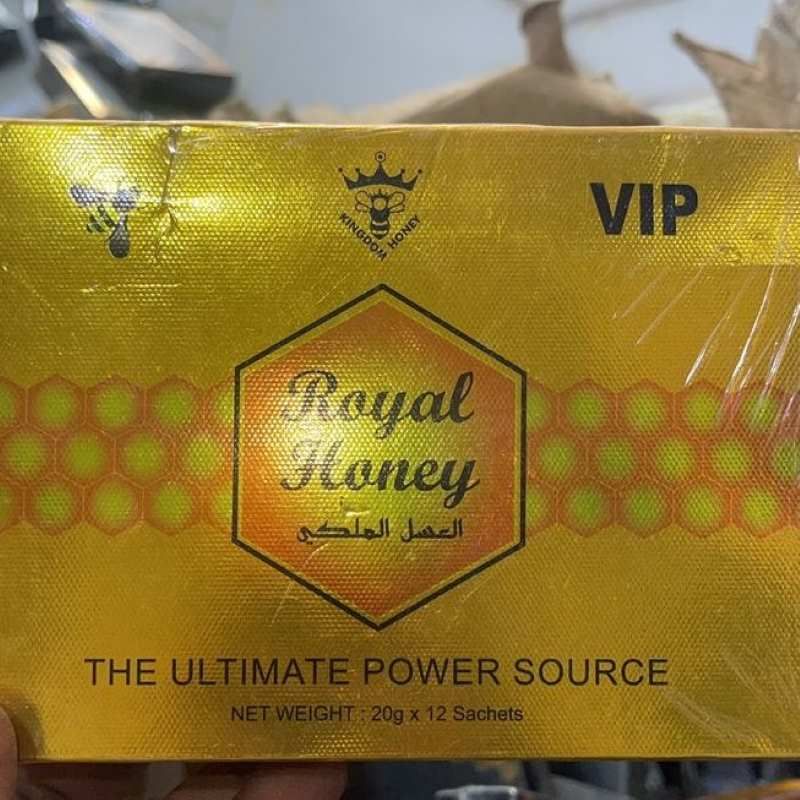 KINGDOM HONEY
VIP
Royal
Honey
العسل الملكي
THE ULTIMATE POWER SOURCE
NET WEIGHT : 20g x 12 Sachets